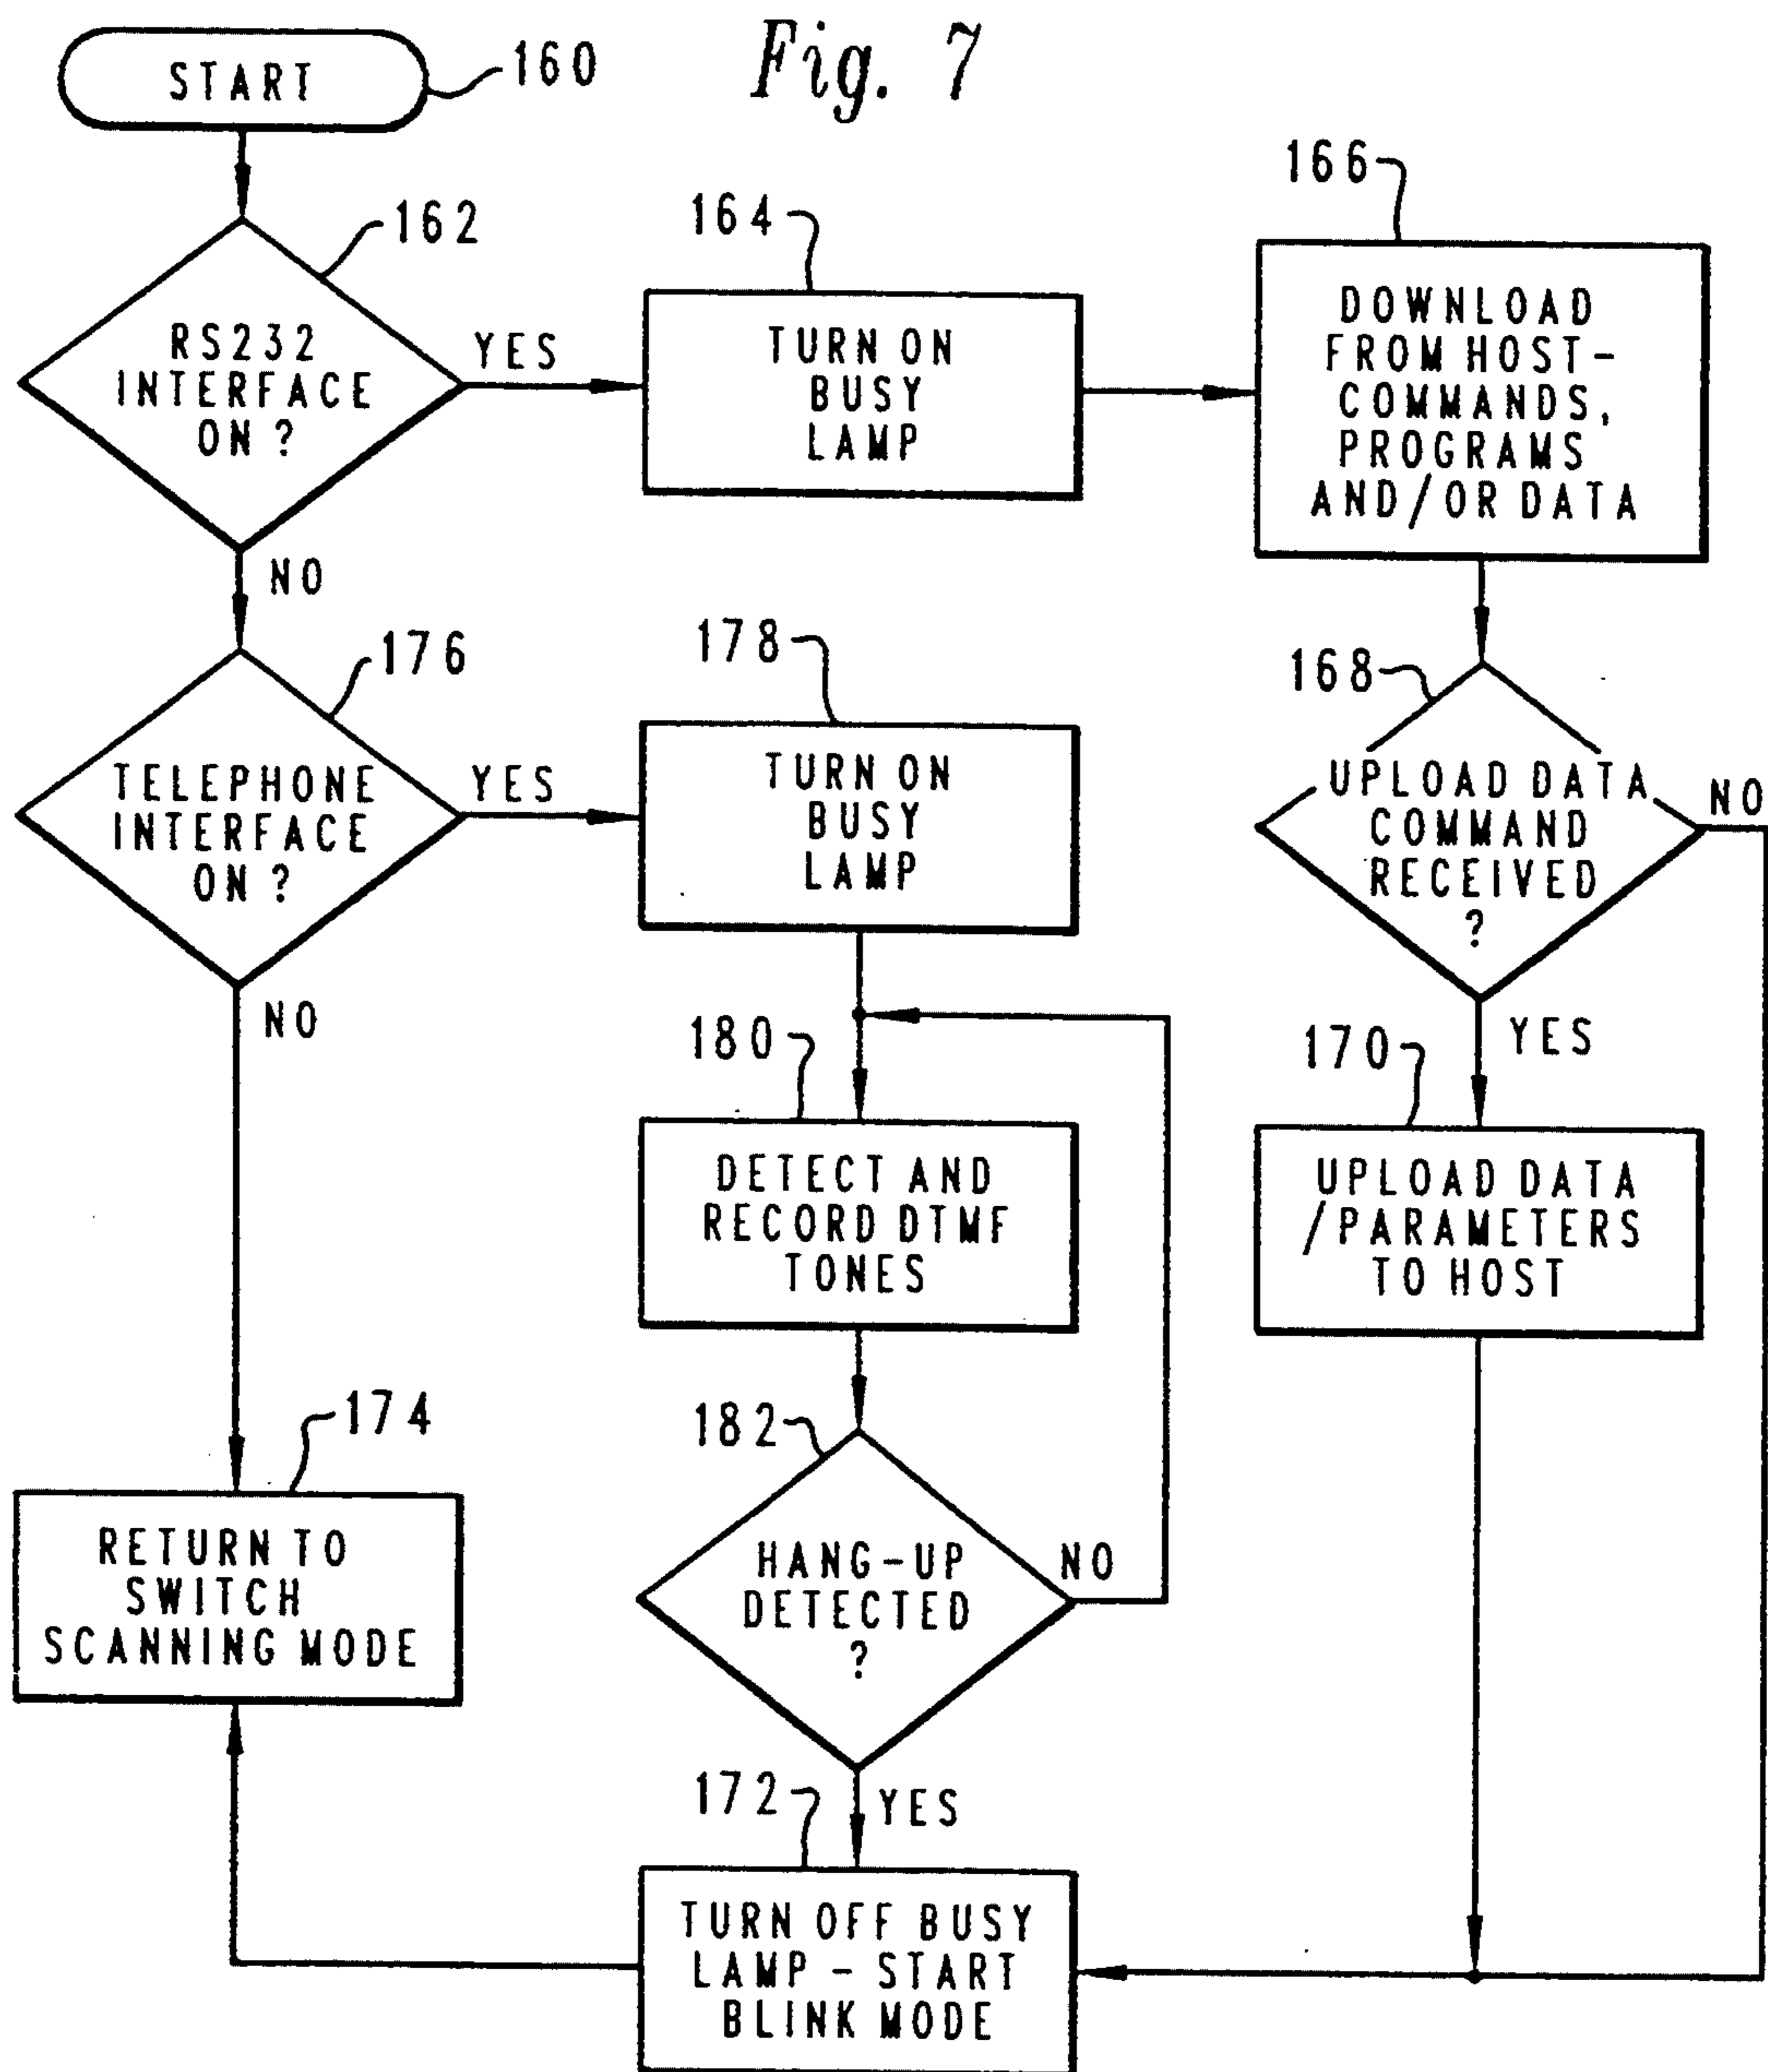 Fig. 7
START
160
162
RS232
INTERFACE
ON?
YES
NO
164
TURN ON
BUSY
LAMP
166
DOWNLOAD
FROM HOST-
COMMANDS,
PROGRAMS
AND/OR DATA
176
TELEPHONE
INTERFACE
ON?
YES
NO
178
TURN ON
BUSY
LAMP
168
UPLOAD DATA
COMMAND
RECEIVED
?
NO
YES
180
DETECT AND
RECORD DTMF
TONES
170
UPLOAD DATA
/PARAMETERS
TO HOST
182
HANG-UP
DETECTED
?
NO
YES
174
RETURN TO
SWITCH
SCANNING MODE
172
TURN OFF BUSY
LAMP - START
BLINK MODE